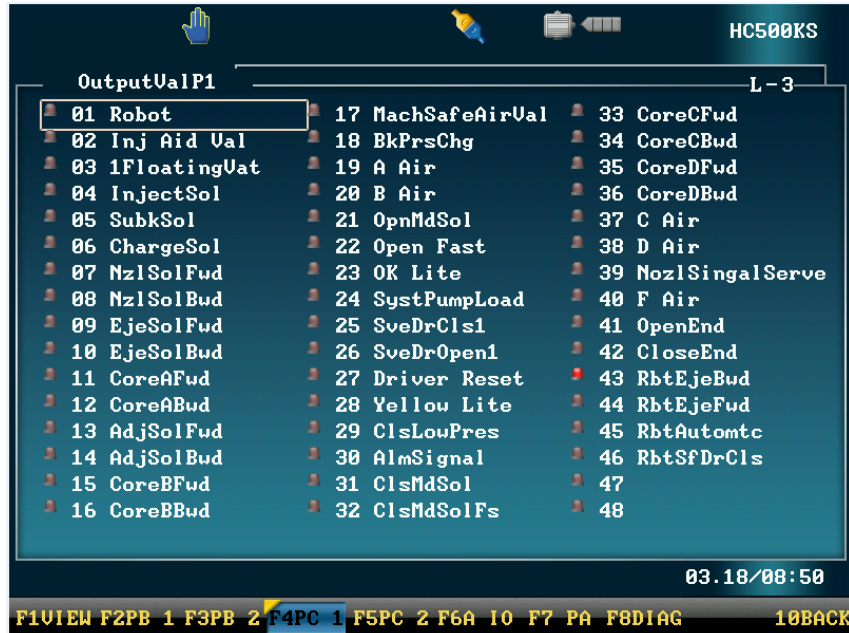 HC500KS
OutputValP1
L-3
01 Robot
02 Inj Aid Val
03 1FloatingVat
04 InjectSol
05 SubkSol
06 ChargeSol
07 NzlSolFwd
08 NzlSolBwd
09 EjeSolFwd
10 EjeSolBwd
11 CoreAFwd
12 CoreABwd
13 AdjSolFwd
14 AdjSolBwd
15 CoreBFwd
16 CoreBBwd
17 MachSafeAirVal
18 BkPrsChg
19 A Air
20 B Air
21 OpnMdSol
22 Open Fast
23 OK Lite
24 SystPumpLoad
25 SveDrCls1
26 SveDrOpen1
27 Driver Reset
28 Yellow Lite
29 ClsLowPres
30 AlmSignal
31 ClsMdSol
32 ClsMdSolFs
33 CoreCFwd
34 CoreCBwd
35 CoreDFwd
36 CoreDBwd
37 C Air
38 D Air
39 NozlSingalServe
40 F Air
41 OpenEnd
42 CloseEnd
43 RbtEjeBwd
44 RbtEjeFwd
45 RbtAutomtc
46 RbtSfDrCls
47
48
03.18/08:50
F1VIEW F2PB 1 F3PB 2 F4PC 1 F5PC 2 F6A IO F7 PA F8DIAG 10BACK